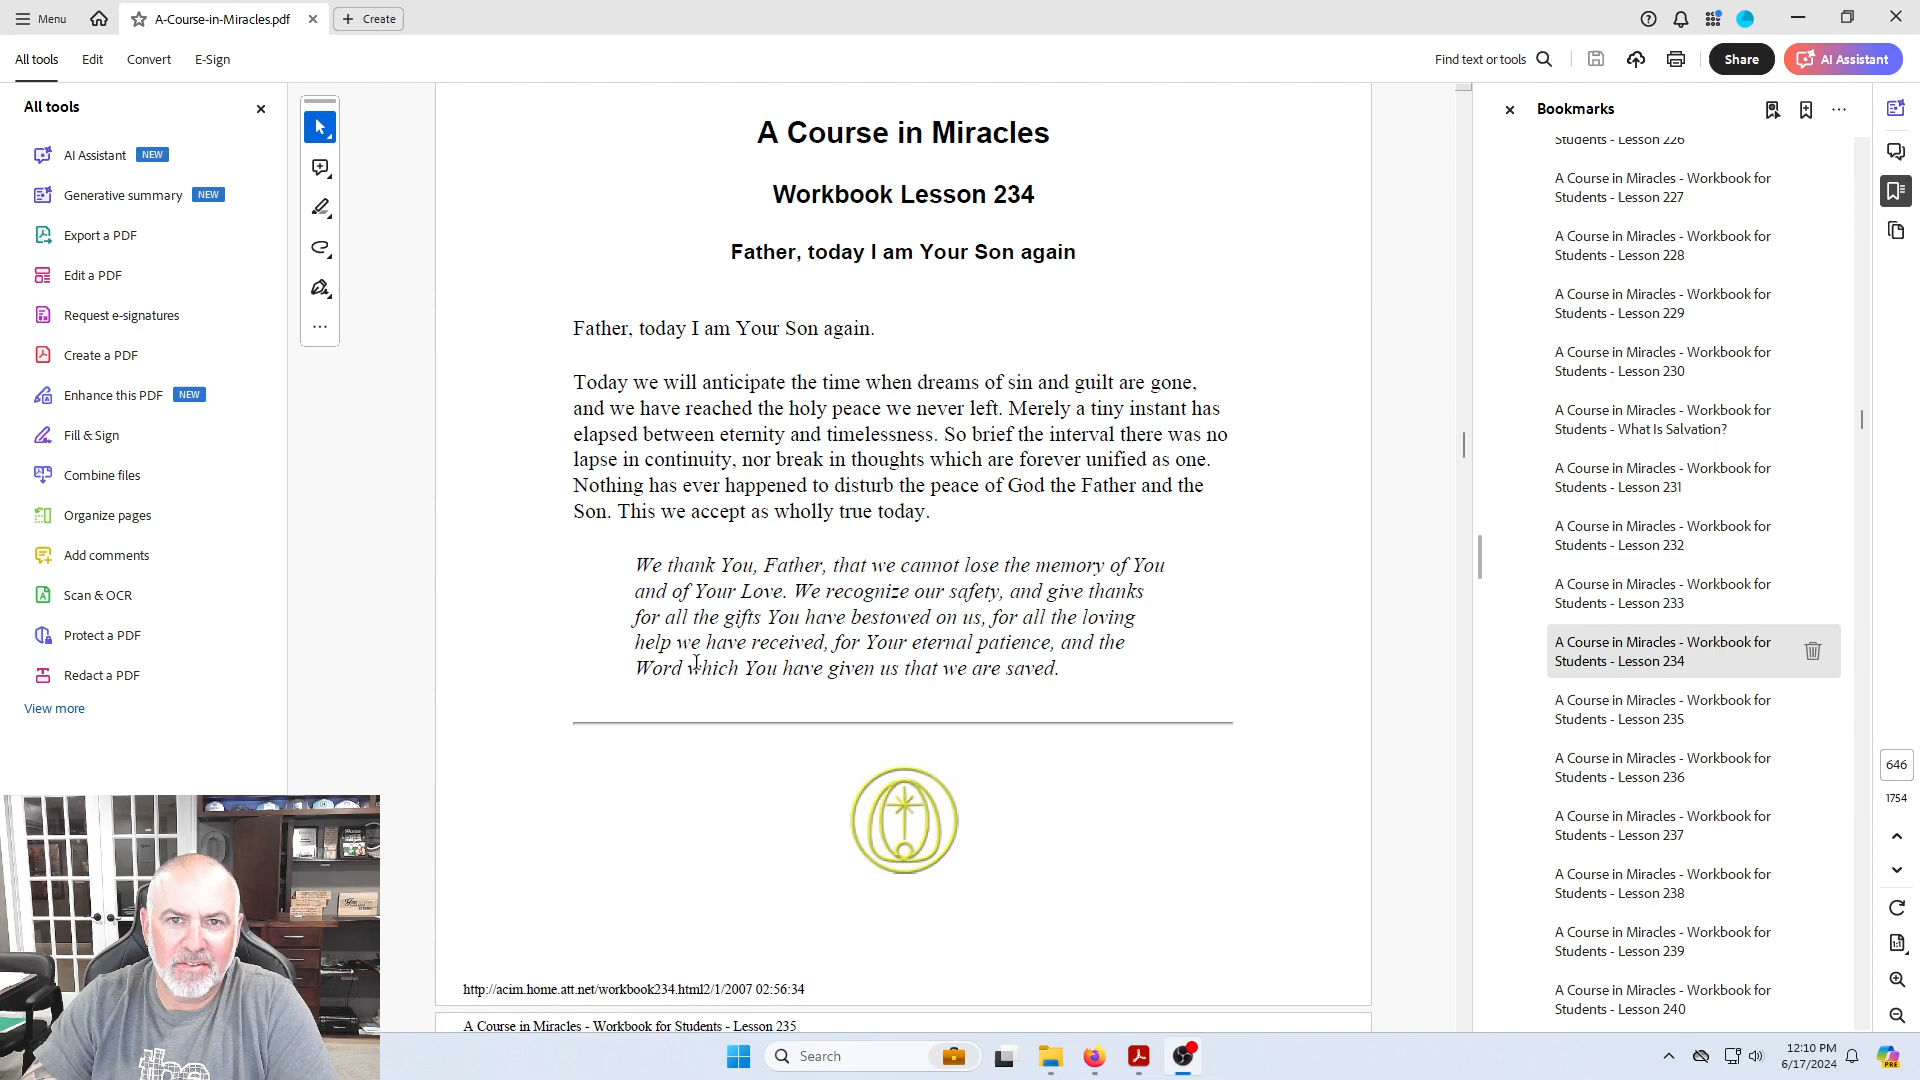 Menu
A-Course-in-Miracles.pdf
Create
All tools
Edit
Convert
E-Sign
Find text or tools
Share
AI Assistant
All tools
AI Assistant NEW
Generative summary NEW
Export a PDF
Edit a PDF
Request e-signatures
Create a PDF
Enhance this PDF NEW
Fill & Sign
Combine files
Organize pages
Add comments
Scan & OCR
Protect a PDF
Redact a PDF
View more
A Course in Miracles
Workbook Lesson 234
Father, today I am Your Son again
Father, today I am Your Son again.
Today we will anticipate the time when dreams of sin and guilt are gone,
and we have reached the holy peace we never left. Merely a tiny instant has
elapsed between eternity and timelessness. So brief the interval there was no
lapse in continuity, nor break in thoughts which are forever unified as one.
Nothing has ever happened to disturb the peace of God the Father and the
Son. This we accept as wholly true today.
We thank You, Father, that we cannot lose the memory of You
and of Your Love. We recognize our safety, and give thanks
for all the gifts You have bestowed on us, for all the loving
help we have received, for Your eternal patience, and the
Word which You have given us that we are saved.
http://acim.home.att.net/workbook234.html2/1/2007 02:56:34
A Course in Miracles - Workbook for Students - Lesson 235
Bookmarks
Students - Lesson 226
A Course in Miracles - Workbook for
Students - Lesson 227
A Course in Miracles - Workbook for
Students - Lesson 228
A Course in Miracles - Workbook for
Students - Lesson 229
A Course in Miracles - Workbook for
Students - Lesson 230
A Course in Miracles - Workbook for
Students - What Is Salvation?
A Course in Miracles - Workbook for
Students - Lesson 231
A Course in Miracles - Workbook for
Students - Lesson 232
A Course in Miracles - Workbook for
Students - Lesson 233
A Course in Miracles - Workbook for
Students - Lesson 234
A Course in Miracles - Workbook for
Students - Lesson 235
A Course in Miracles - Workbook for
Students - Lesson 236
A Course in Miracles - Workbook for
Students - Lesson 237
A Course in Miracles - Workbook for
Students - Lesson 238
A Course in Miracles - Workbook for
Students - Lesson 239
A Course in Miracles - Workbook for
Students - Lesson 240
646
1754
1:1
Search
12:10 PM
6/17/2024
PRE